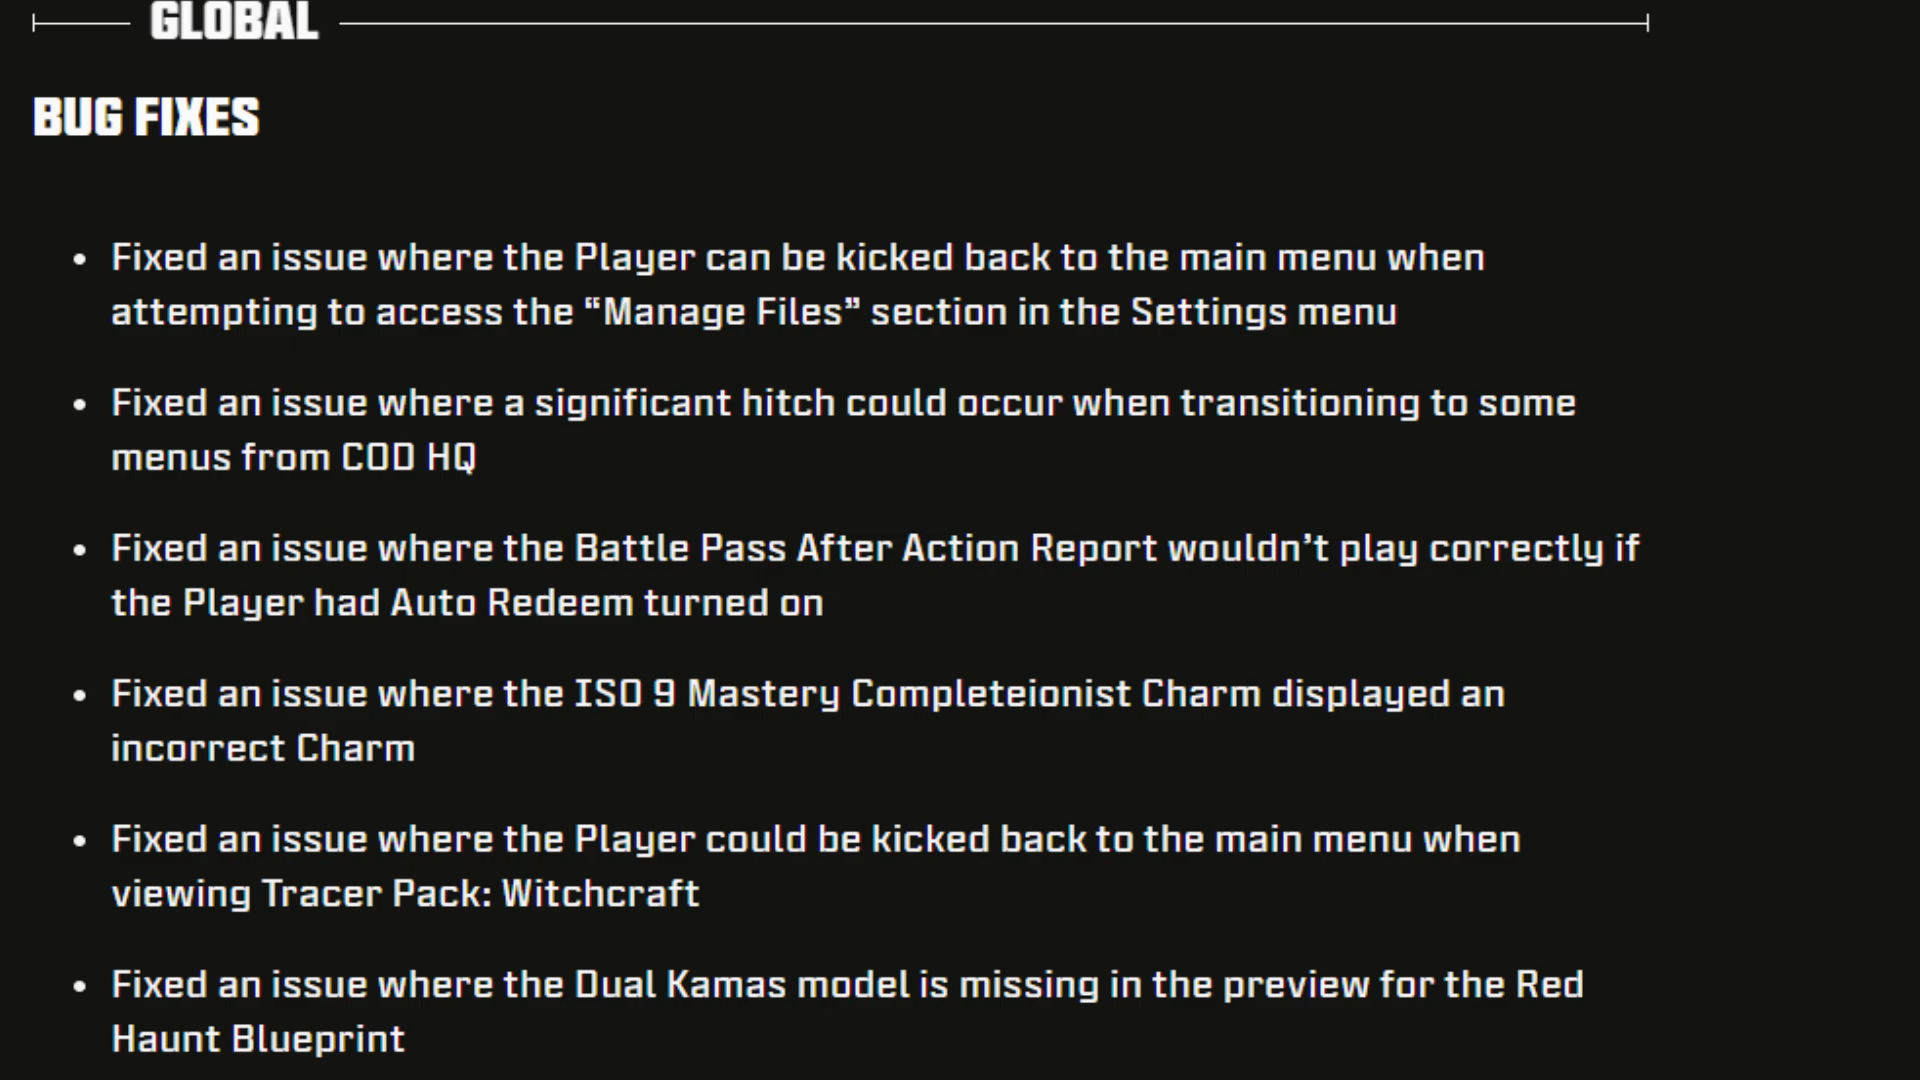 GLOBAL
BUG FIXES
• Fixed an issue where the Player can be kicked back to the main menu when
attempting to access the “Manage Files” section in the Settings menu
• Fixed an issue where a significant hitch could occur when transitioning to some
menus from COD HQ
• Fixed an issue where the Battle Pass After Action Report wouldn’t play correctly if
the Player had Auto Redeem turned on
• Fixed an issue where the ISO 9 Mastery Completeionist Charm displayed an
incorrect Charm
• Fixed an issue where the Player could be kicked back to the main menu when
viewing Tracer Pack: Witchcraft
• Fixed an issue where the Dual Kamas model is missing in the preview for the Red
Haunt Blueprint